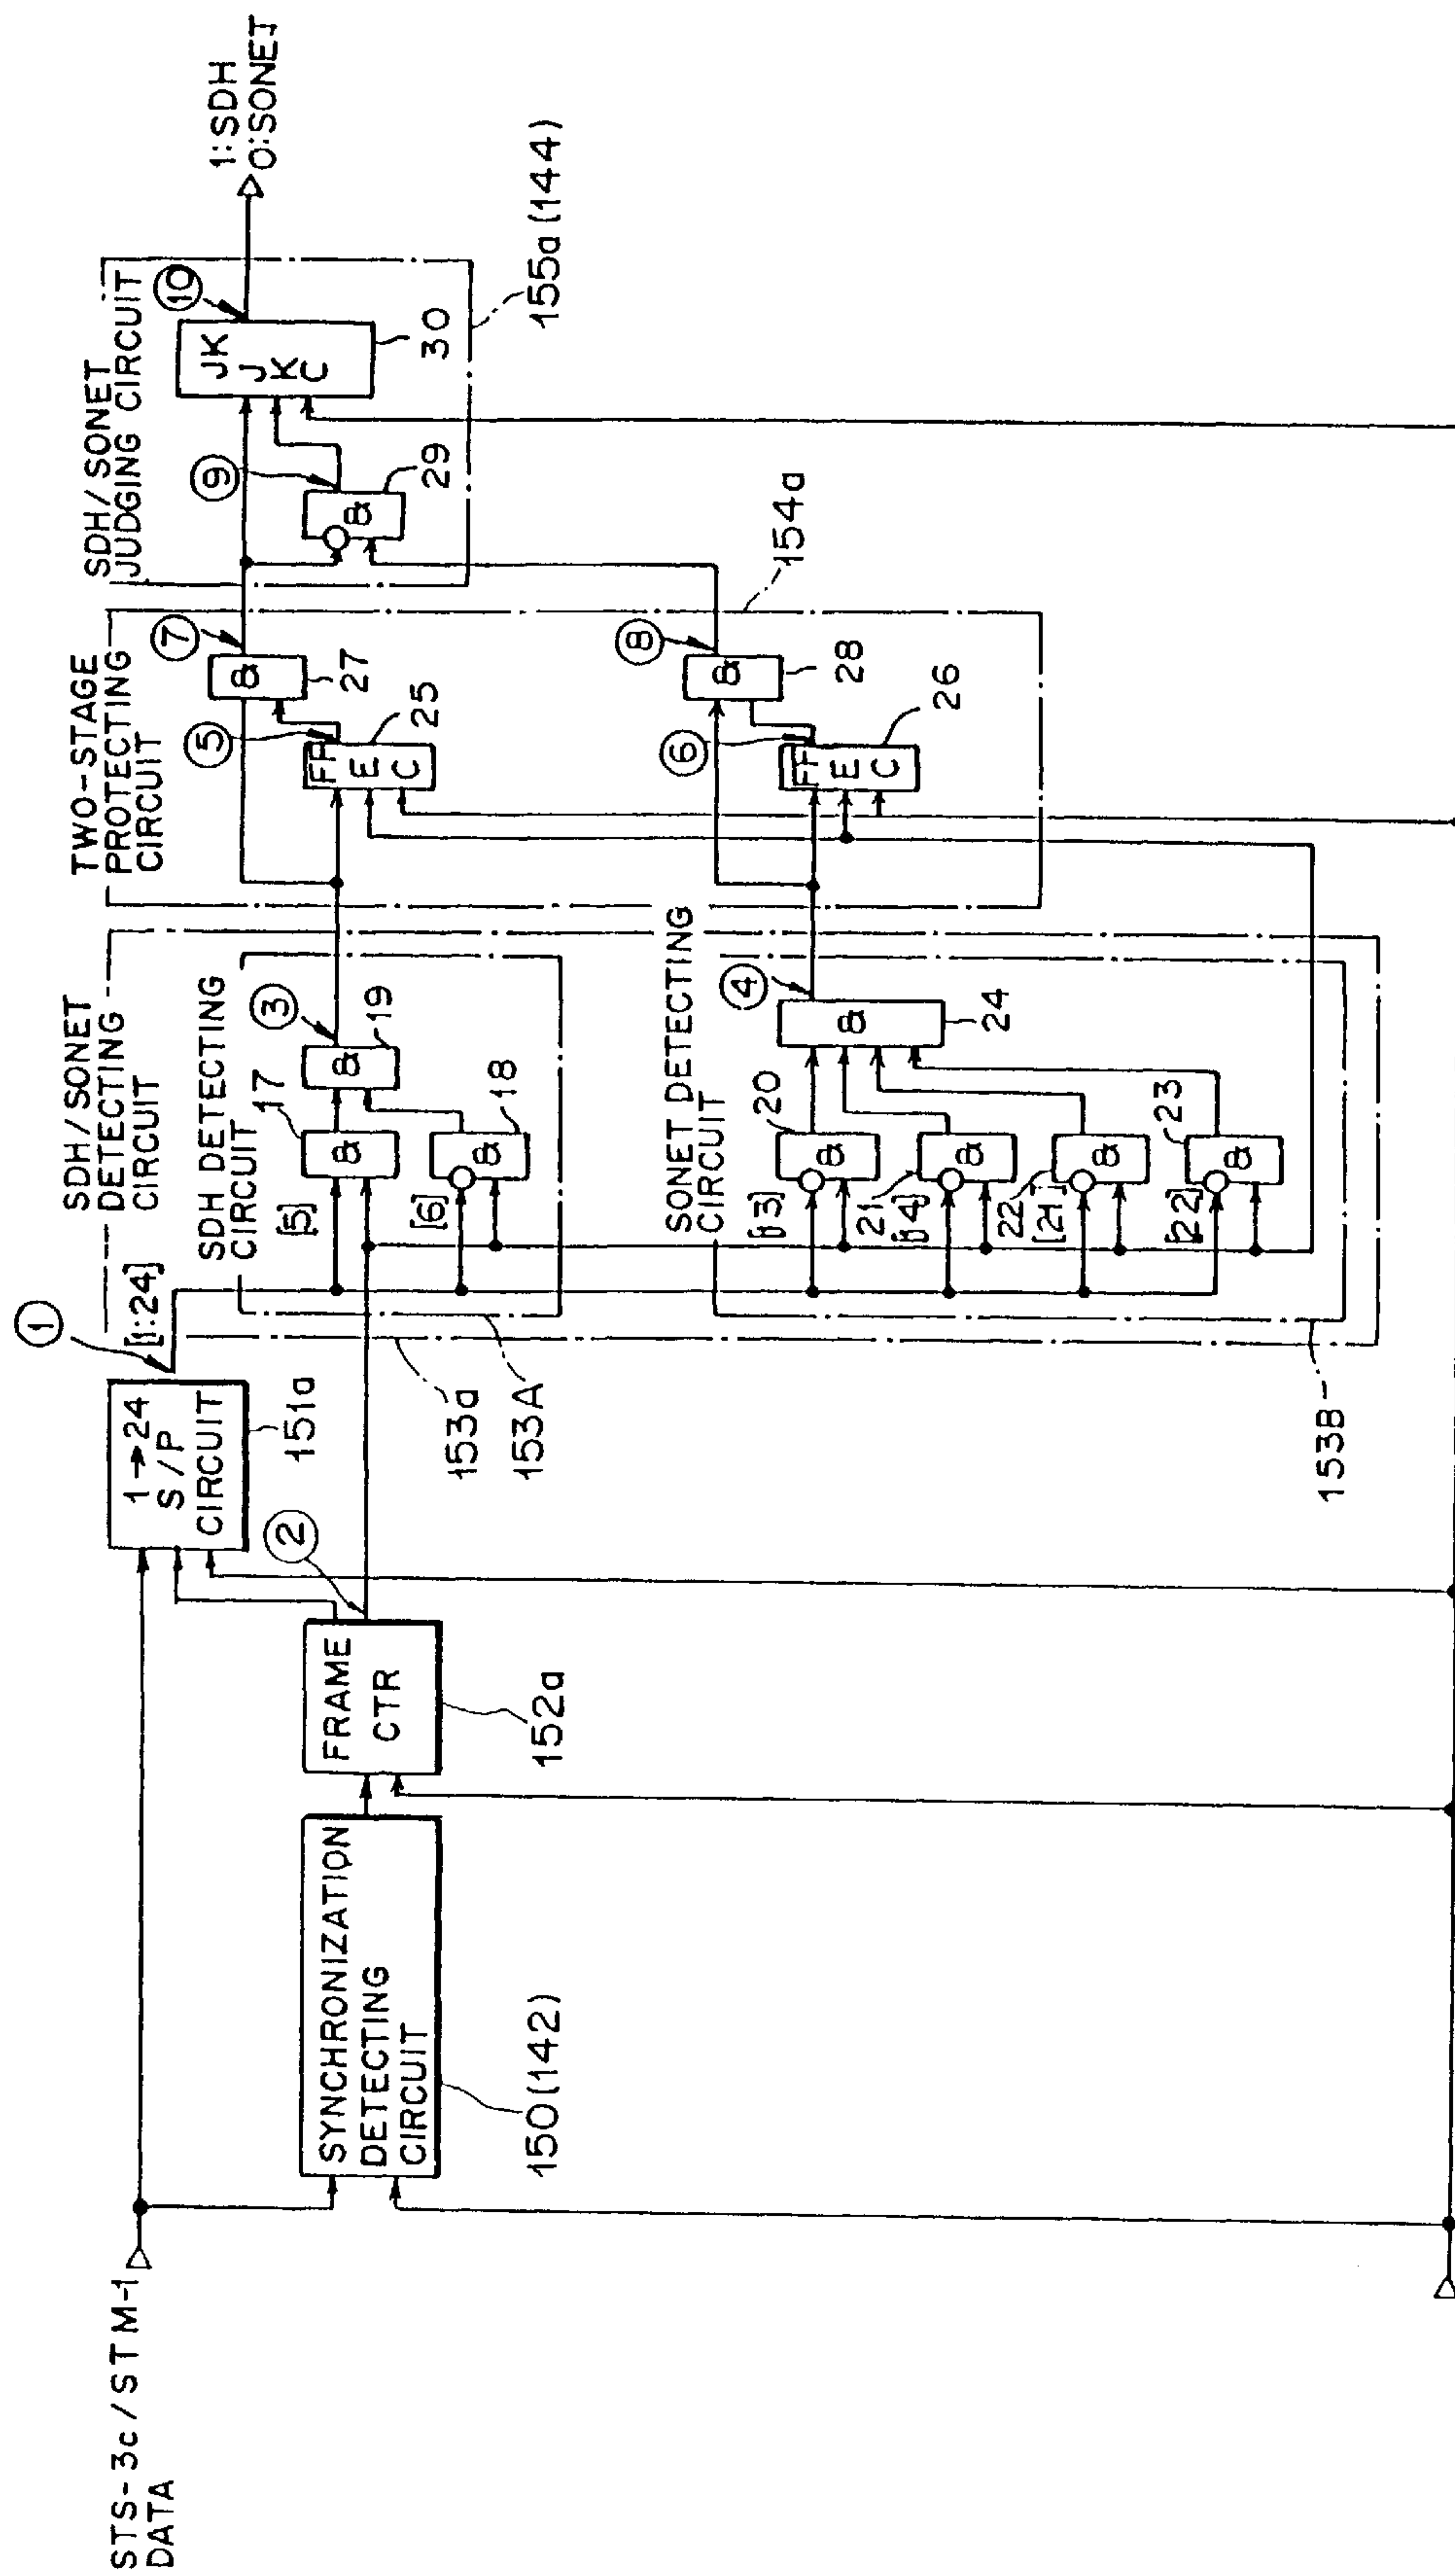 STS-3c/STM-1
DATA
SYNCHRONIZATION
DETECTING
CIRCUIT
150(142)
FRAME
CTR
152a
②
1→24
S/P
CIRCUIT
151a
①
[1:24]
SDH/SONET
DETECTING
CIRCUIT
153a
153A
153B
SDH DETECTING
CIRCUIT
[5]
&
17
[6]
&
18
&
19
③
SONET DETECTING
CIRCUIT
[13]
&
20
[14]
&
21
[21]
&
22
[22]
&
23
&
24
④
TWO-STAGE
PROTECTING
CIRCUIT
FF
E
C
25
⑤
&
27
⑦
FF
E
C
26
⑥
&
28
⑧
154a
SDH/SONET
JUDGING CIRCUIT
&
29
⑨
JK
J
K
C
30
⑩
155a(144)
1:SDH
0:SONET